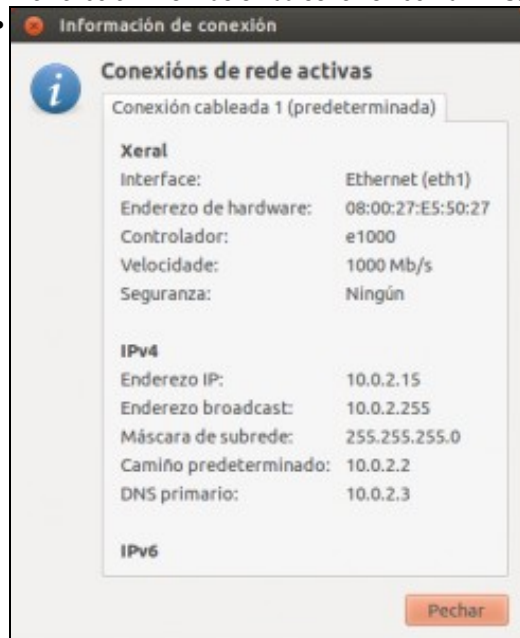 Información de conexión
Conexións de rede activas
Conexión cableada 1 (predeterminada)
Xeral
Interface: Ethernet (eth1)
Enderezo de hardware: 08:00:27:E5:50:27
Controlador: e1000
Velocidade: 1000 Mb/s
Seguranza: Ningún
IPv4
Enderezo IP: 10.0.2.15
Enderezo broadcast: 10.0.2.255
Máscara de subrede: 255.255.255.0
Camiño predeterminado: 10.0.2.2
DNS primario: 10.0.2.3
IPv6
Pechar